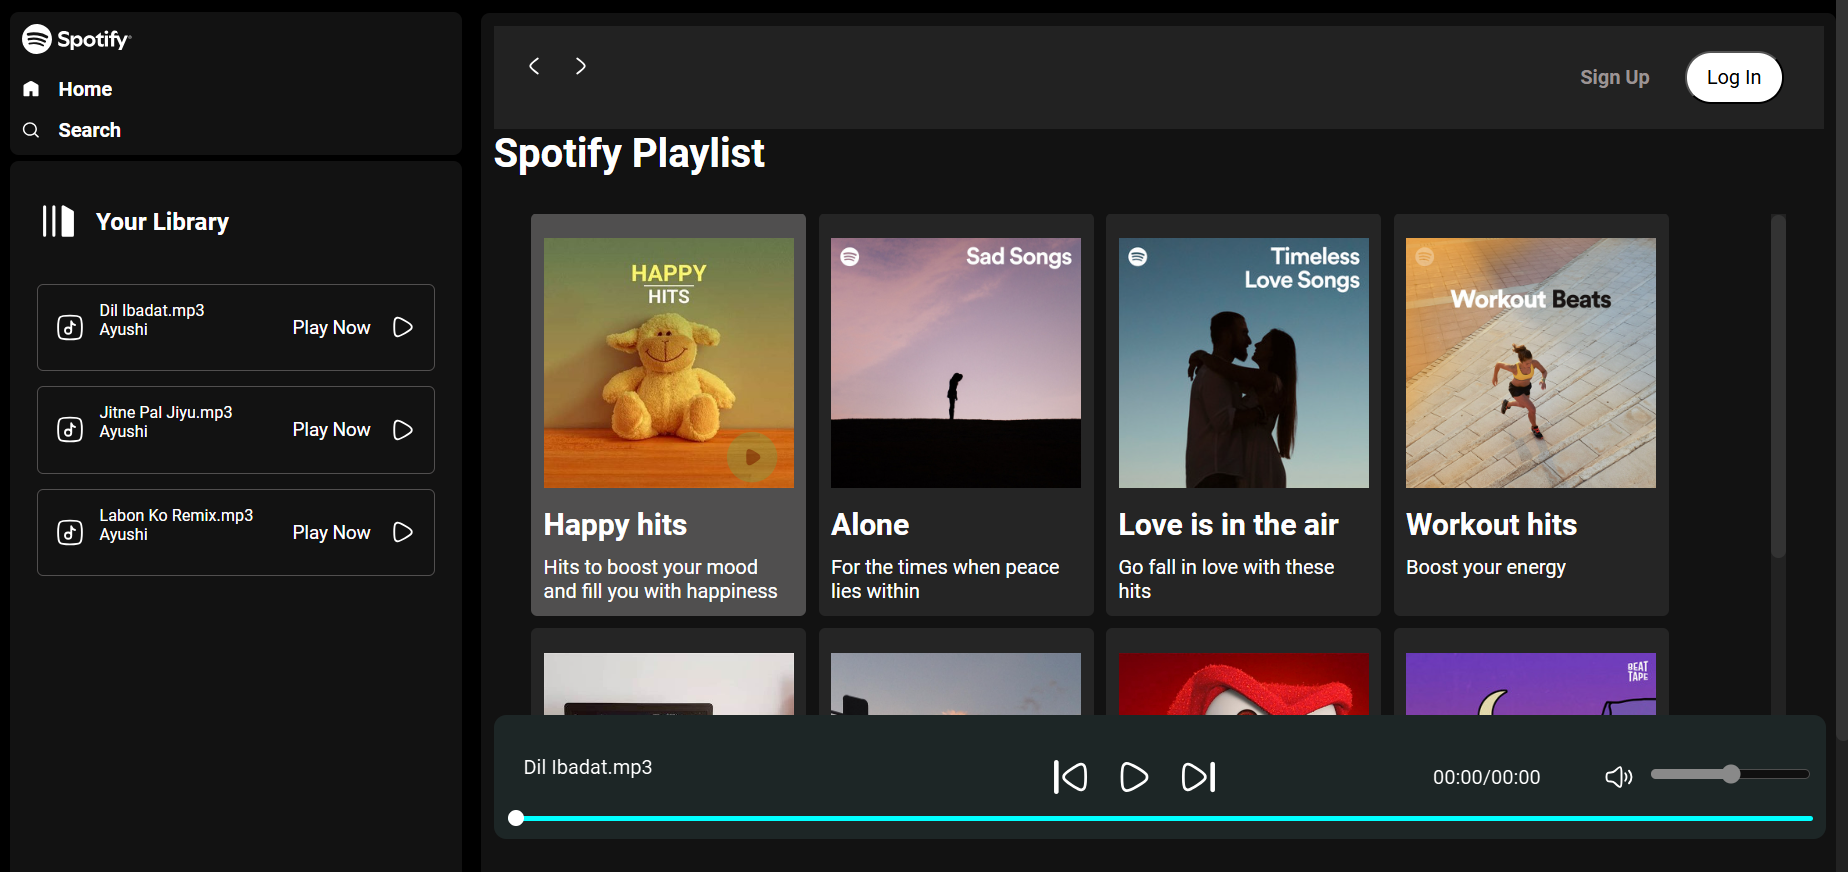 Spotify
Home
Search
Your Library
Dil Ibadat.mp3
Ayushi
Play Now
Jitne Pal Jiyu.mp3
Ayushi
Play Now
Labon Ko Remix.mp3
Ayushi
Play Now
Sign Up
Log In
Spotify Playlist
HAPPY
HITS
Happy hits
Hits to boost your mood
and fill you with happiness
Sad Songs
Alone
For the times when peace
lies within
Timeless
Love Songs
Love is in the air
Go fall in love with these
hits
Workout Beats
Workout hits
Boost your energy
BEAT
TAPE
Dil Ibadat.mp3
00:00/00:00